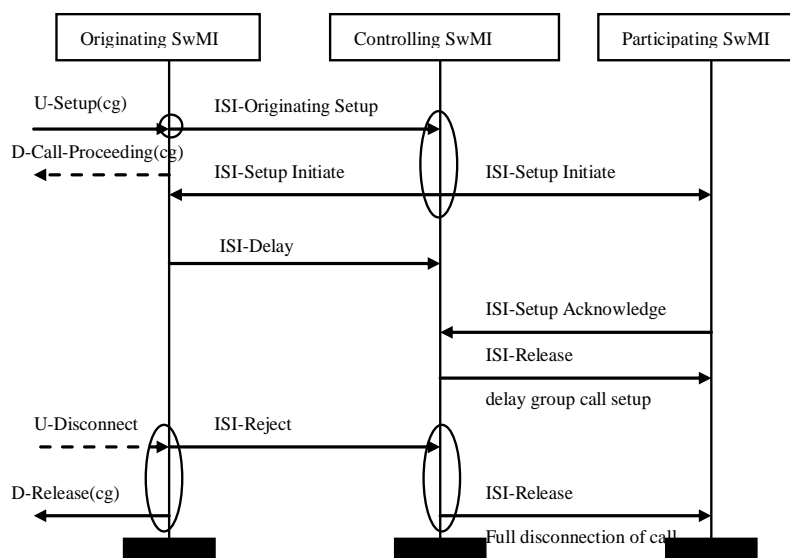 Originating SwMI
Controlling SwMI
Participating SwMI
U-Setup(cg)
ISI-Originating Setup
D-Call-Proceeding(cg)
ISI-Setup Initiate
ISI-Setup Initiate
ISI-Delay
ISI-Setup Acknowledge
ISI-Release
delay group call setup
U-Disconnect
ISI-Reject
D-Release(cg)
ISI-Release
Full disconnection of call